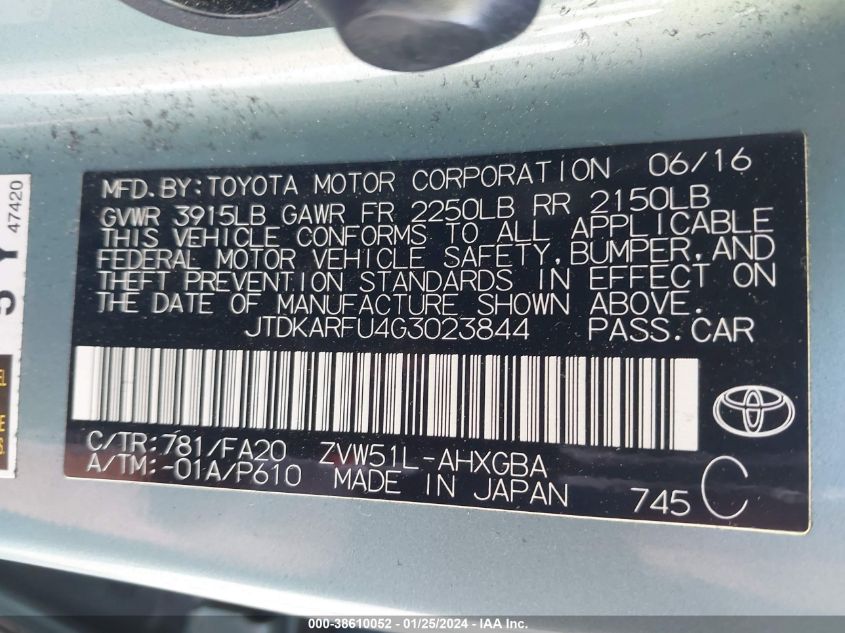 MFD. BY: TOYOTA MOTOR CORPORATION 06/16
GVWR 3915LB GAWR FR 2250LB RR 2150LB
THIS VEHICLE CONFORMS TO ALL APPLICABLE
FEDERAL MOTOR VEHICLE SAFETY, BUMPER, AND
THEFT PREVENTION STANDARDS IN EFFECT ON
THE DATE OF MANUFACTURE SHOWN ABOVE.
JTDKARFU4G3023844 PASS. CAR
C/TR: 781/FA20 ZVW51L-AHXGBA
A/TM: -01A/P610 MADE IN JAPAN 745 C
47420
5 Y
000-38610052 - 01/25/2024 - IAA Inc.